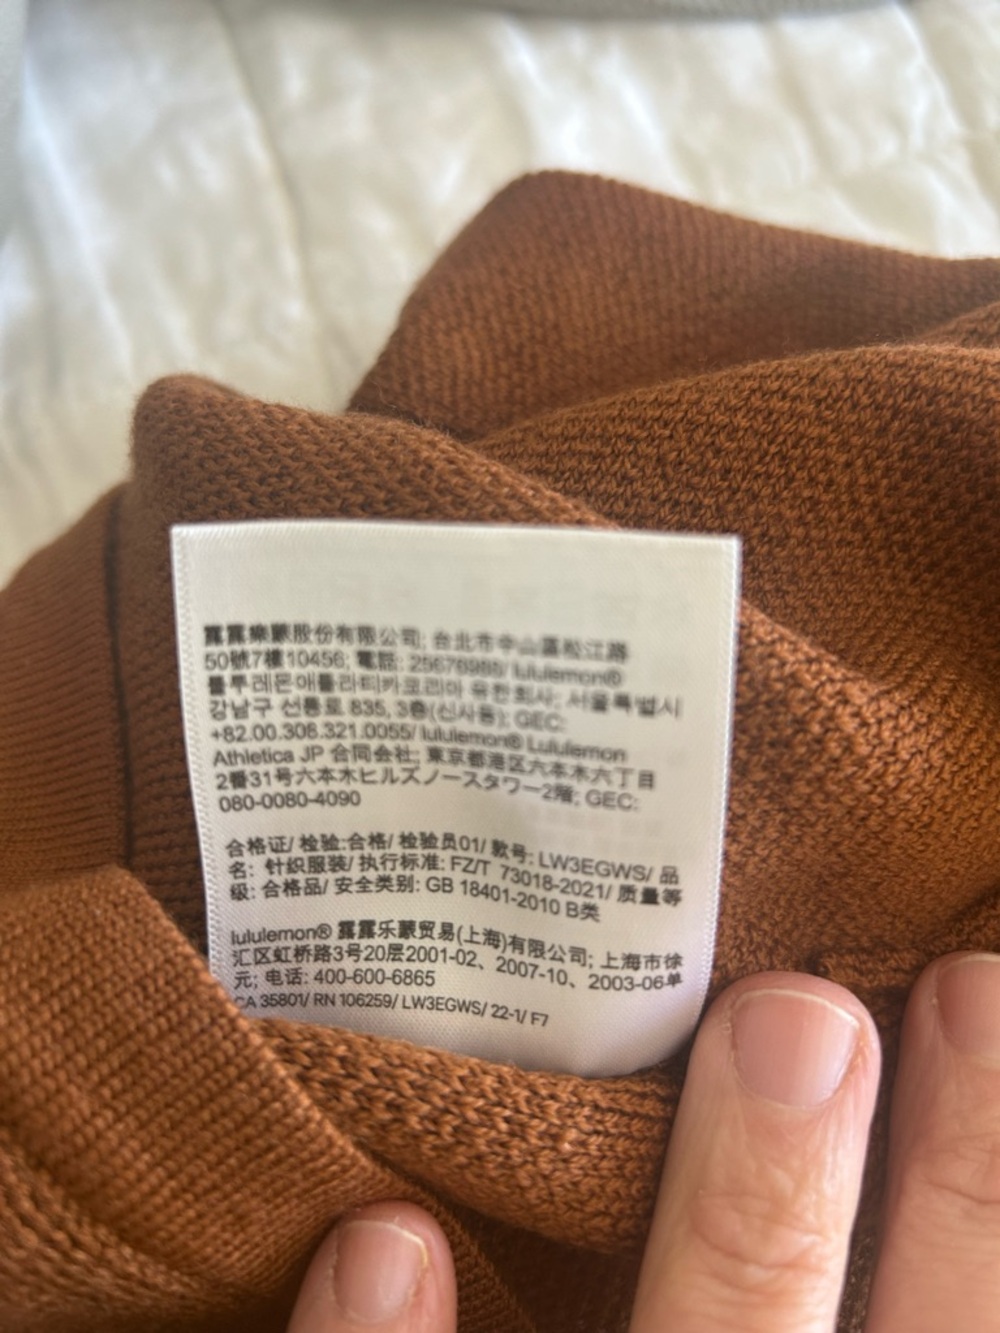 露露樂蒙股份有限公司; 台北市中山區松江路
50號7樓10456; 電話: 25676988/ lululemon®
룰루레몬애틀라티카코리아 유한회사; 서울특별시
강남구 선릉로 835, 3층(신사동); GEC:
+82.00.308.321.0055/ lululemon® Lululemon
Athletica JP 合同会社; 東京都港区六本木六丁目
2番31号六本木ヒルズノースタワー2階; GEC:
080-0080-4090
合格证/ 检验:合格/ 检验员01/ 款号: LW3EGWS/ 品
名: 针织服装/ 执行标准: FZ/T 73018-2021/ 质量等
级: 合格品/ 安全类别: GB 18401-2010 B类
lululemon® 露露乐蒙贸易(上海)有限公司; 上海市徐
汇区虹桥路3号20层2001-02、2007-10、2003-06单
元; 电话: 400-600-6865
CA 35801/ RN 106259/ LW3EGWS/ 22-1/ F7